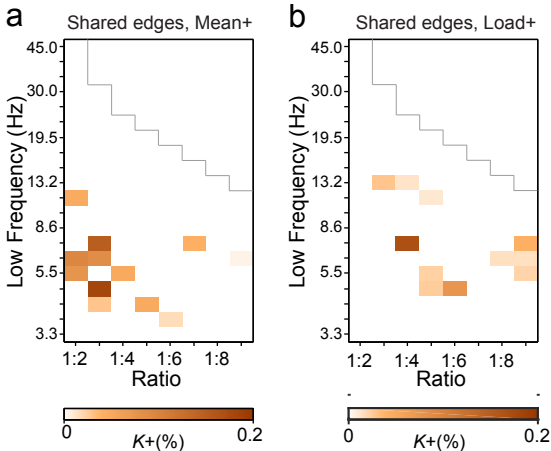 a
Shared edges, Mean+
Low Frequency (Hz)
45.0
30.0
19.5
13.2
8.6
5.5
3.3
1:2 1:4 1:6 1:8
Ratio
0 0.2
K+(%)
b
Shared edges, Load+
Low Frequency (Hz)
45.0
30.0
19.5
13.2
8.6
5.5
3.3
1:2 1:4 1:6 1:8
Ratio
0 0.2
K+(%)